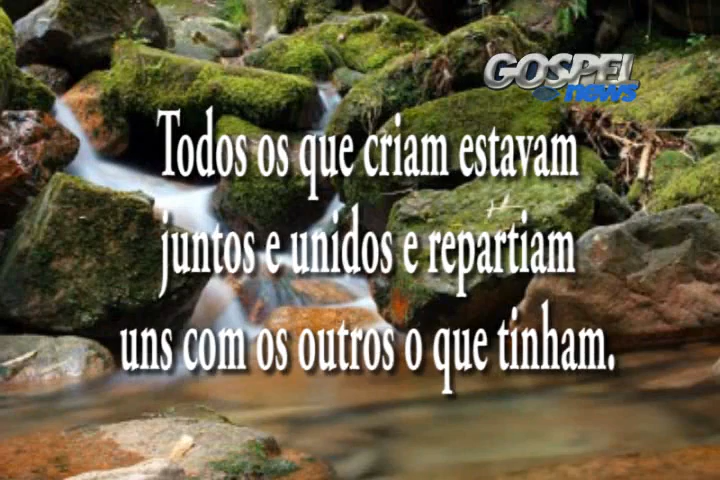 GOSPEL
news
Todos os que criam estavam
juntos e unidos e repartiam
uns com os outros o que tinham.